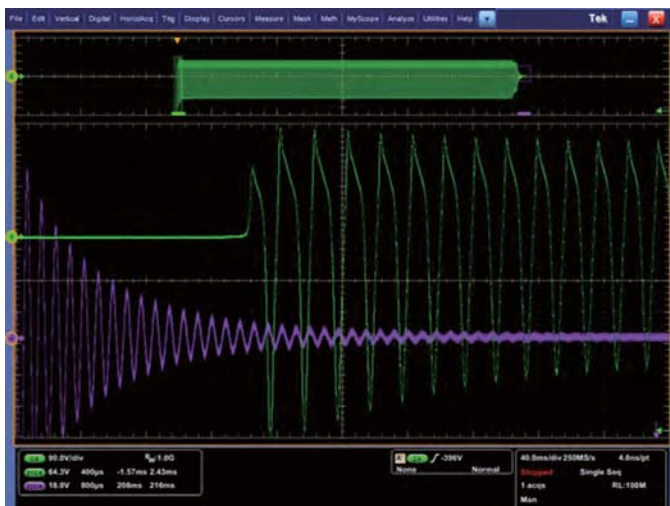 File Edit Vertical Digital Horiz/Acq Trig Display Cursors Measure Mask Math MyScope Analyze Utilities Help Tek
90.0V/div 1.0G
64.3V 400µs -1.57ms 2.43ms
18.0V 800µs 208ms 216ms
A -396V
None Normal
40.0ms/div 250MS/s 4.0ns/pt
Stopped Single Seq
1 acqs RL:100M
Man